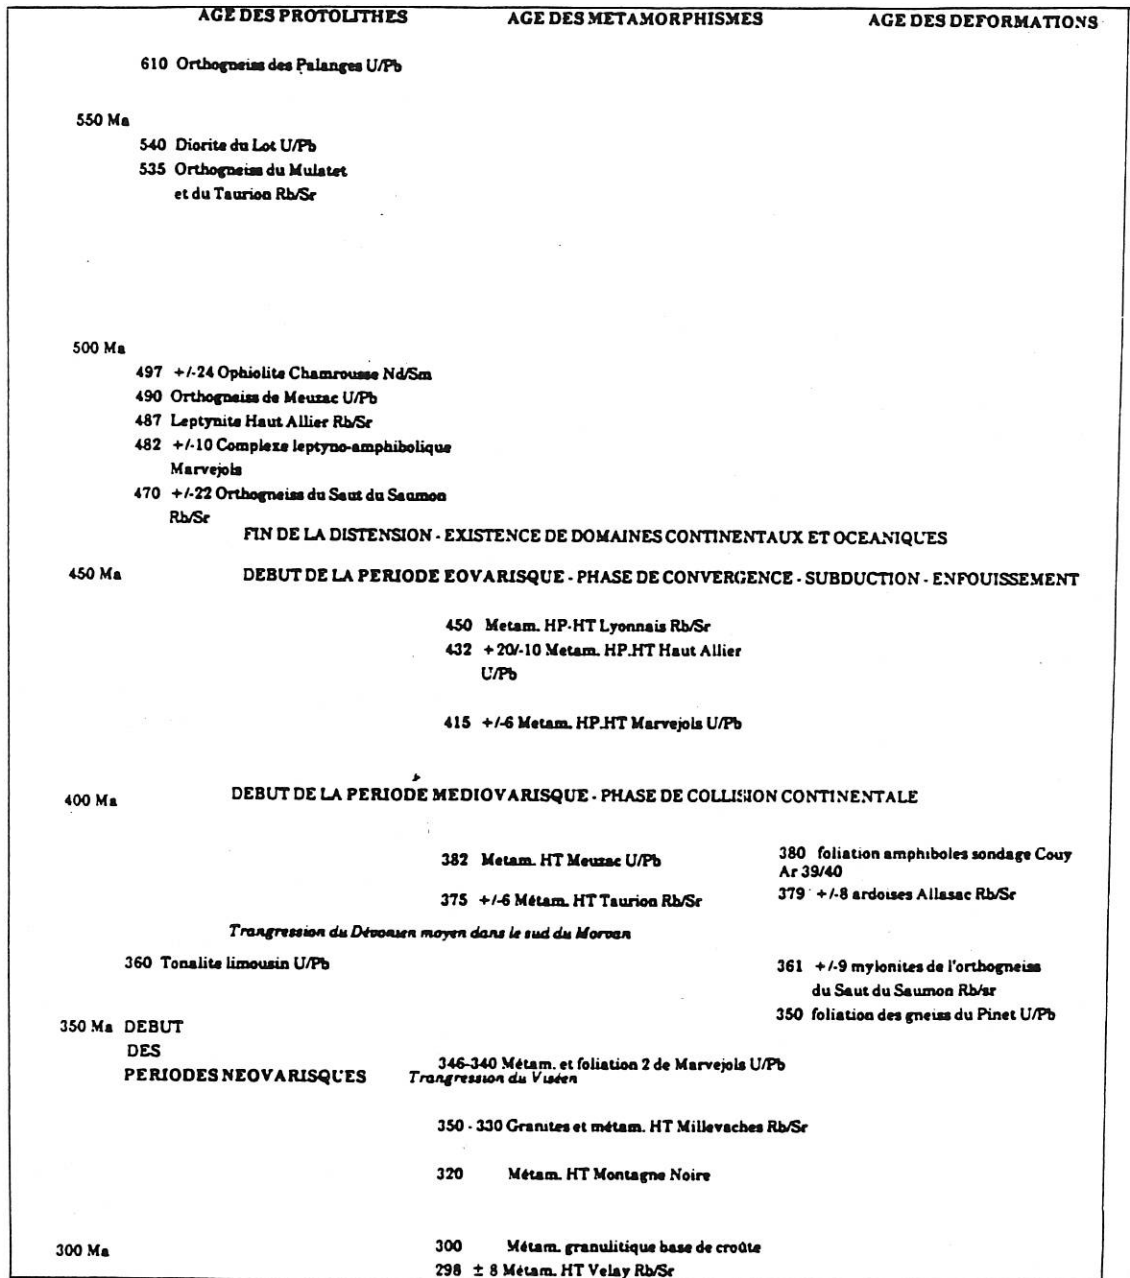 AGE DES PROTOLITHES AGE DES METAMORPHISMES AGE DES DEFORMATIONS
610 Orthogneiss des Palanges U/Pb
550 Ma
540 Diorite du Lot U/Pb
535 Orthogneiss du Mulatet
et du Taurion Rb/Sr
500 Ma
497 +/-24 Ophiolite Chamrousse Nd/Sm
490 Orthogneiss de Meuzac U/Pb
487 Leptynite Haut Allier Rb/Sr
482 +/-10 Complexe leptyno-amphibolique
Marvejols
470 +/-22 Orthogneiss du Saut du Saumon
Rb/Sr
FIN DE LA DISTENSION - EXISTENCE DE DOMAINES CONTINENTAUX ET OCEANIQUES
450 Ma DEBUT DE LA PERIODE EOVARISQUE - PHASE DE CONVERGENCE - SUBDUCTION - ENFOUISSEMENT
450 Metam. HP-HT Lyonnais Rb/Sr
432 +20/-10 Metam. HP.HT Haut Allier
U/Pb
415 +/-6 Metam. HP.HT Marvejols U/Pb
400 Ma DEBUT DE LA PERIODE MEDIOVARISQUE - PHASE DE COLLISION CONTINENTALE
382 Metam. HT Meuzac U/Pb 380 foliation amphiboles sondage Couy
Ar 39/40
375 +/-6 Métam. HT Taurion Rb/Sr 379 +/-8 ardoises Allasac Rb/Sr
Trangression du Dévonien moyen dans le sud du Morvan
360 Tonalite limousin U/Pb 361 +/-9 mylonites de l'orthogneiss
du Saut du Saumon Rb/sr
350 foliation des gneiss du Pinet U/Pb
350 Ma DEBUT
DES
PERIODES NEOVARISQUES
346-340 Métam. et foliation 2 de Marvejols U/Pb
Trangression du Viséen
350 - 330 Granites et métam. HT Millevaches Rb/Sr
320 Métam. HT Montagne Noire
300 Ma 300 Métam. granulitique base de croûte
298 ± 8 Métam. HT Velay Rb/Sr